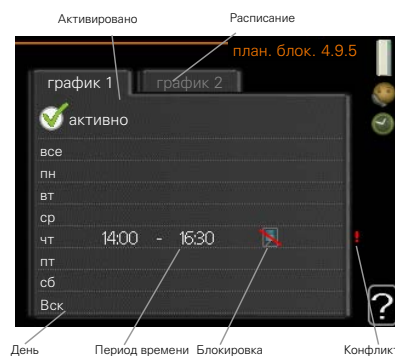 Активировано Расписание
план. блок. 4.9.5
график 1 график 2
активно
все
пн
вт
ср
чт 14:00 - 16:30 !
пт
сб
Вск
?
День Период времени Блокировка Конфликт